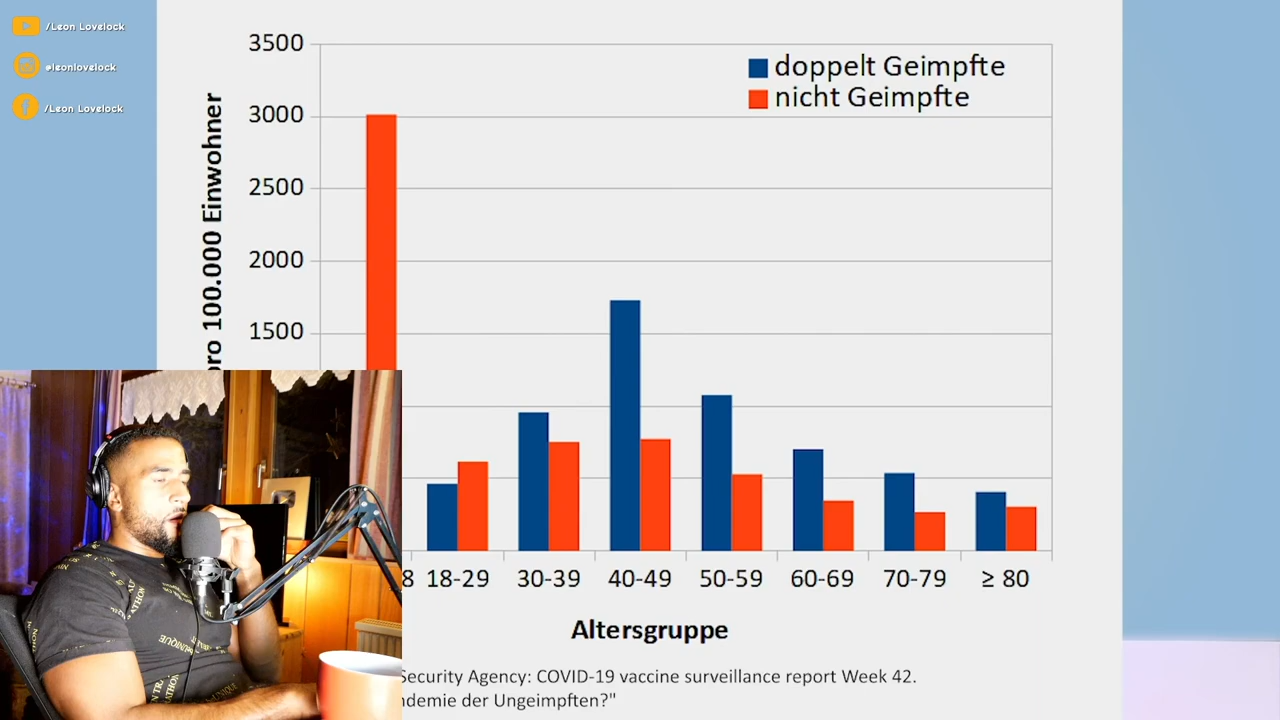 /Leon Lovelock
@leonlovelock
/Leon Lovelock
3500
3000
2500
2000
1500
pro 100.000 Einwohner
doppelt Geimpfte
nicht Geimpfte
8 18-29 30-39 40-49 50-59 60-69 70-79 ≥ 80
Altersgruppe
Security Agency: COVID-19 vaccine surveillance report Week 42.
ndemie der Ungeimpften?"